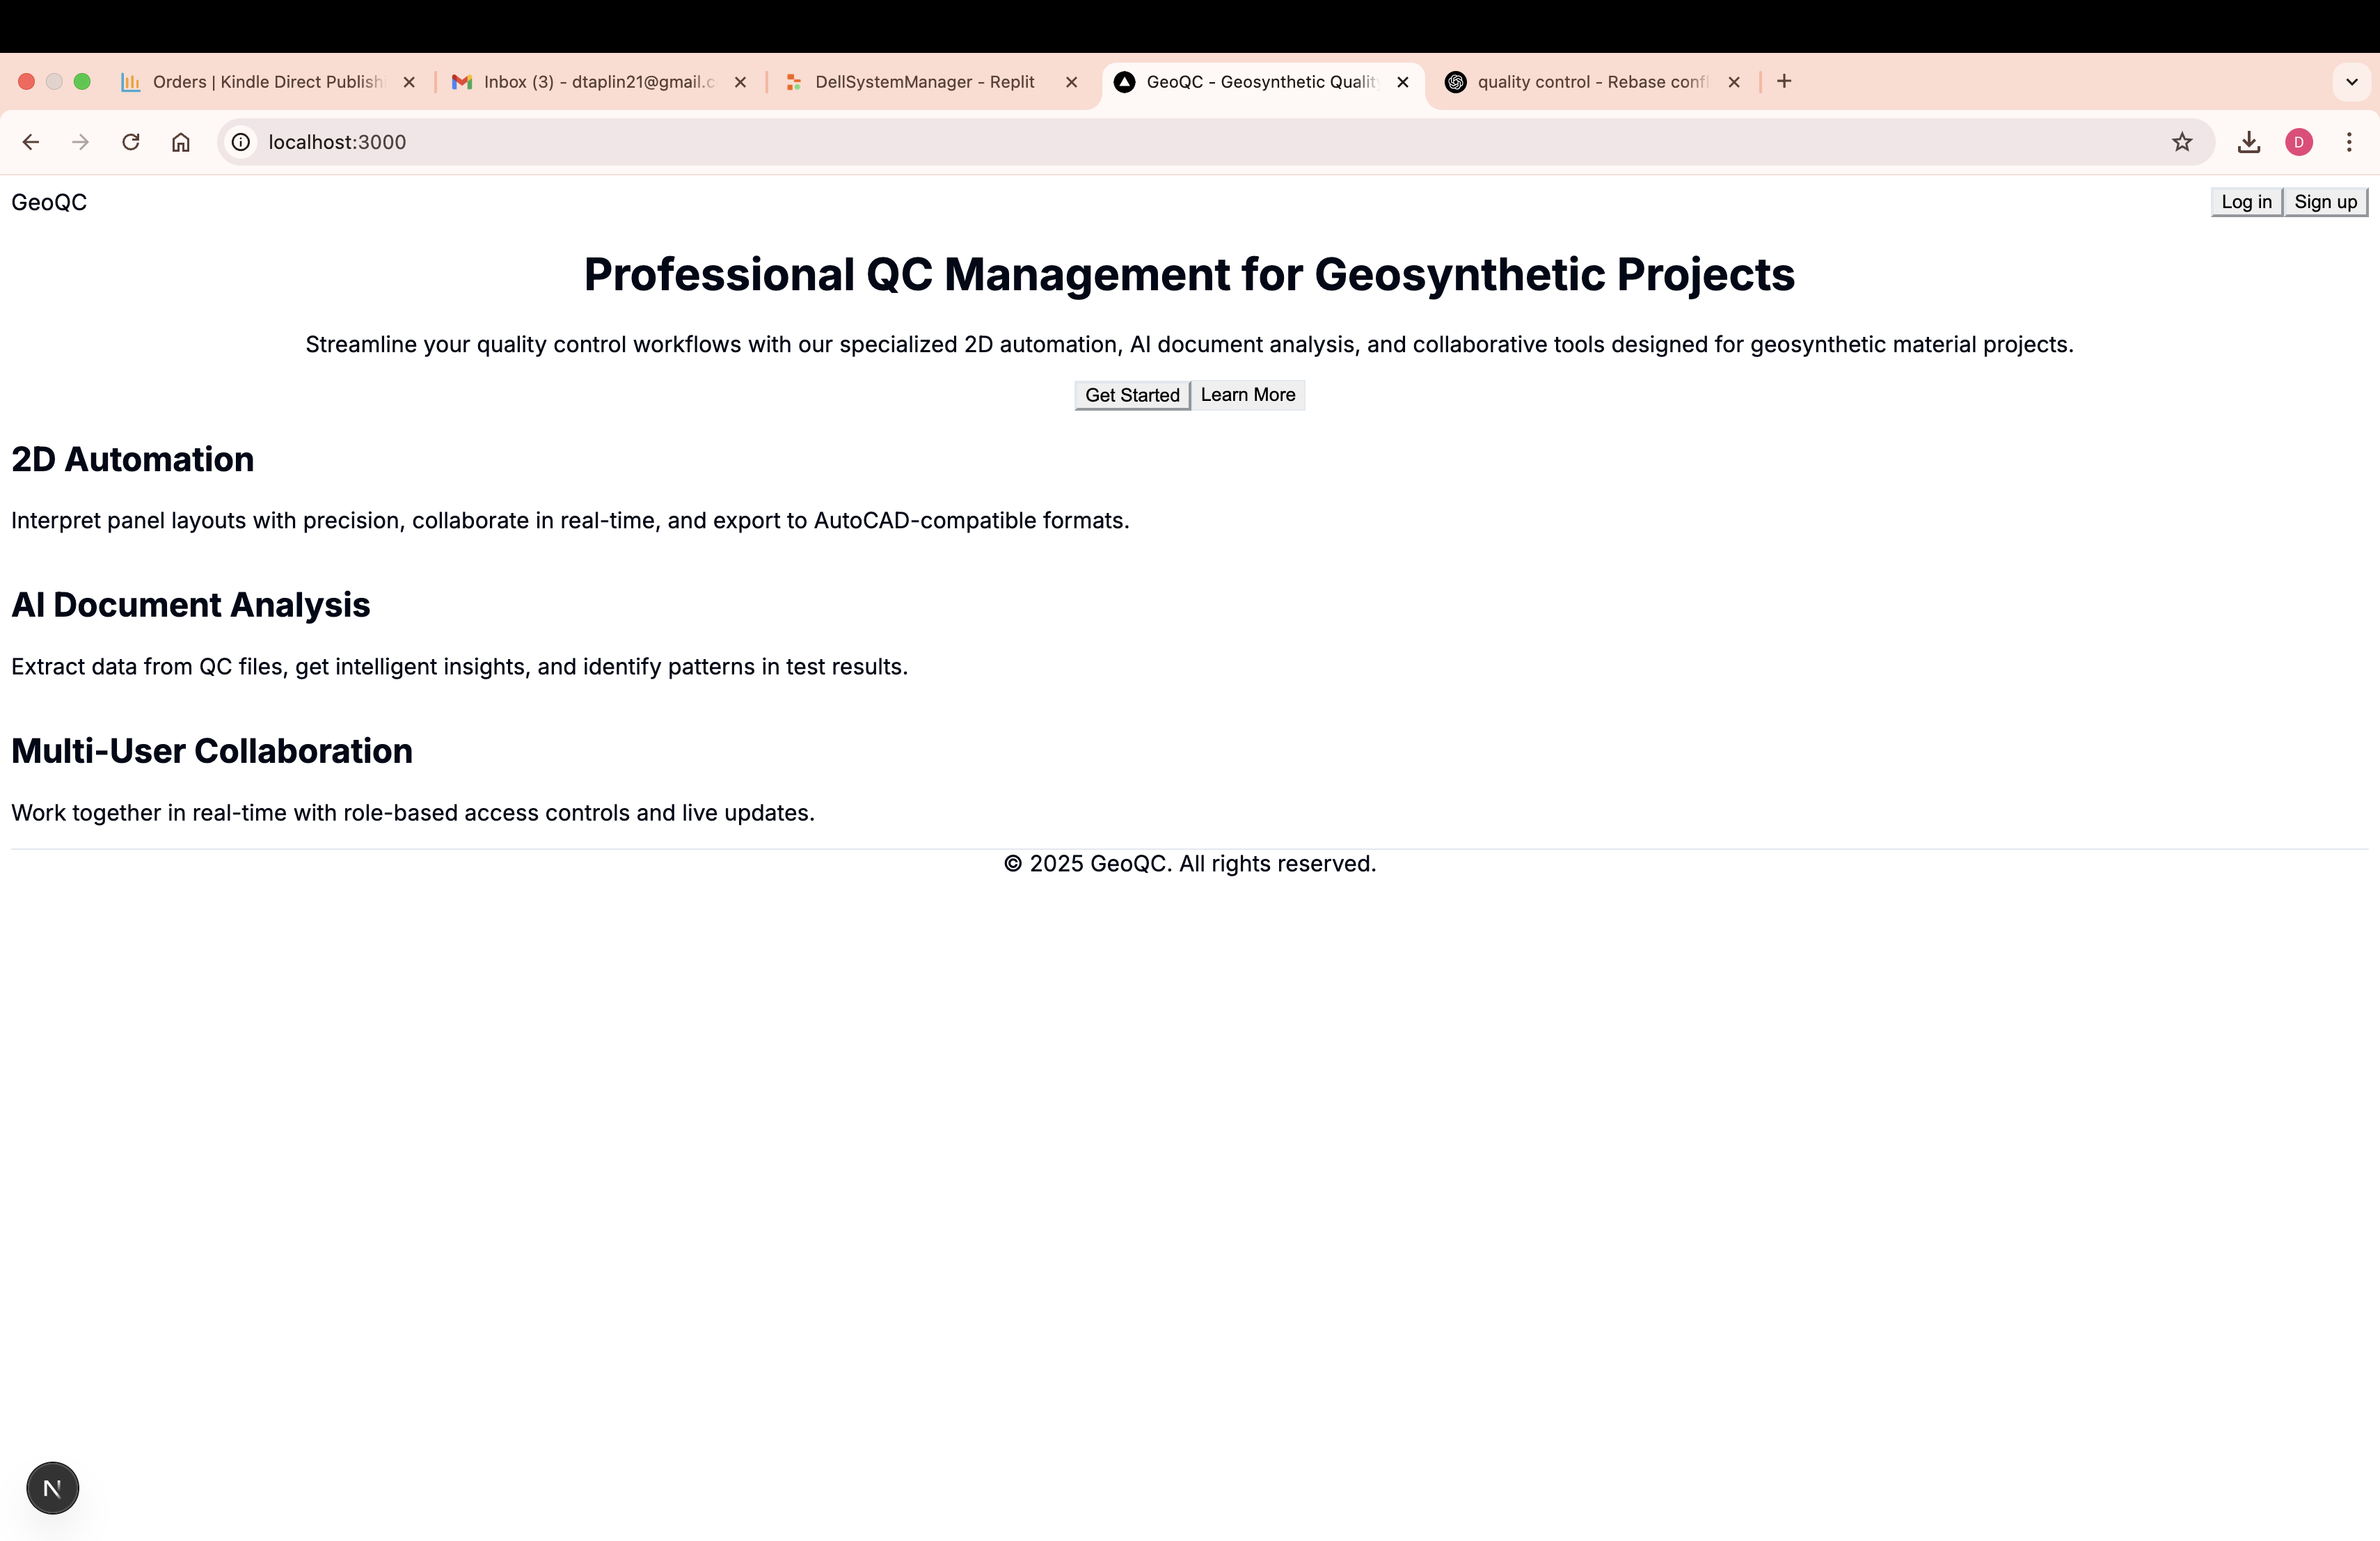 Orders | Kindle Direct Publish
Inbox (3) - dtaplin21@gmail.c
DellSystemManager - Replit
GeoQC - Geosynthetic Quality
quality control - Rebase conf
localhost:3000
D
GeoQC
Log in
Sign up
Professional QC Management for Geosynthetic Projects
Streamline your quality control workflows with our specialized 2D automation, AI document analysis, and collaborative tools designed for geosynthetic material projects.
Get Started
Learn More
2D Automation
Interpret panel layouts with precision, collaborate in real-time, and export to AutoCAD-compatible formats.
AI Document Analysis
Extract data from QC files, get intelligent insights, and identify patterns in test results.
Multi-User Collaboration
Work together in real-time with role-based access controls and live updates.
© 2025 GeoQC. All rights reserved.
N